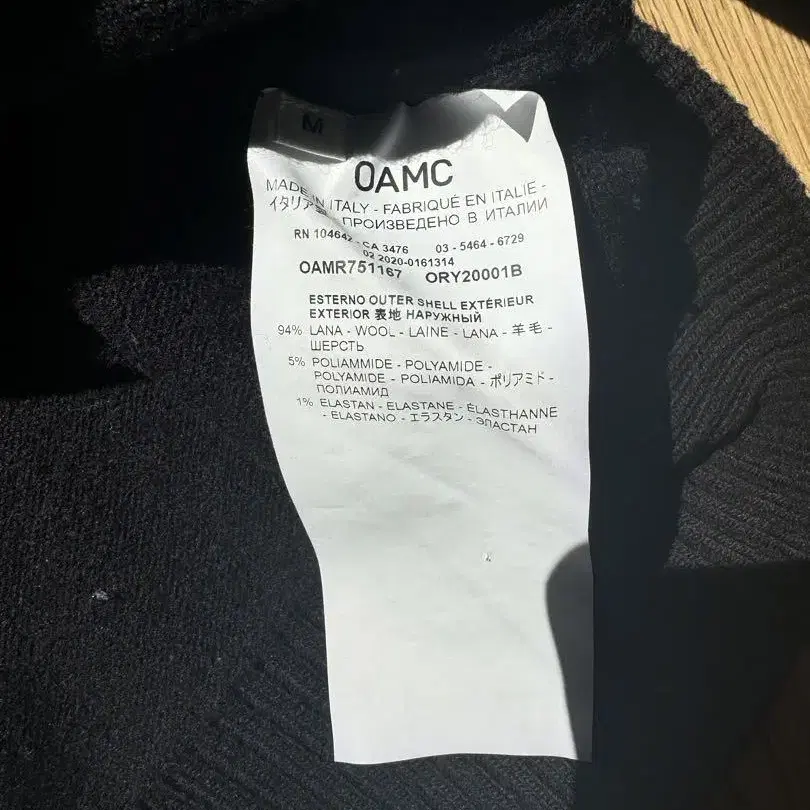 M
OAMC
MADE IN ITALY - FABRIQUÉ EN ITALIE -
イタリア製 - ПРОИЗВЕДЕНО В ИТАЛИИ
RN 104642 - CA 3476 03 - 5464 - 6729
02 2020-0161314
OAMR751167 ORY20001B
ESTERNO OUTER SHELL EXTÉRIEUR
EXTERIOR 表地 НАРУЖНЫЙ
94% LANA - WOOL - LAINE - LANA - 羊毛 -
ШЕРСТЬ
5% POLIAMMIDE - POLYAMIDE -
POLYAMIDE - POLIAMIDA - ポリアミド -
ПОЛИАМИД
1% ELASTAN - ELASTANE - ÉLASTHANNE
- ELASTANO - エラスタン - ЭЛАСТАН